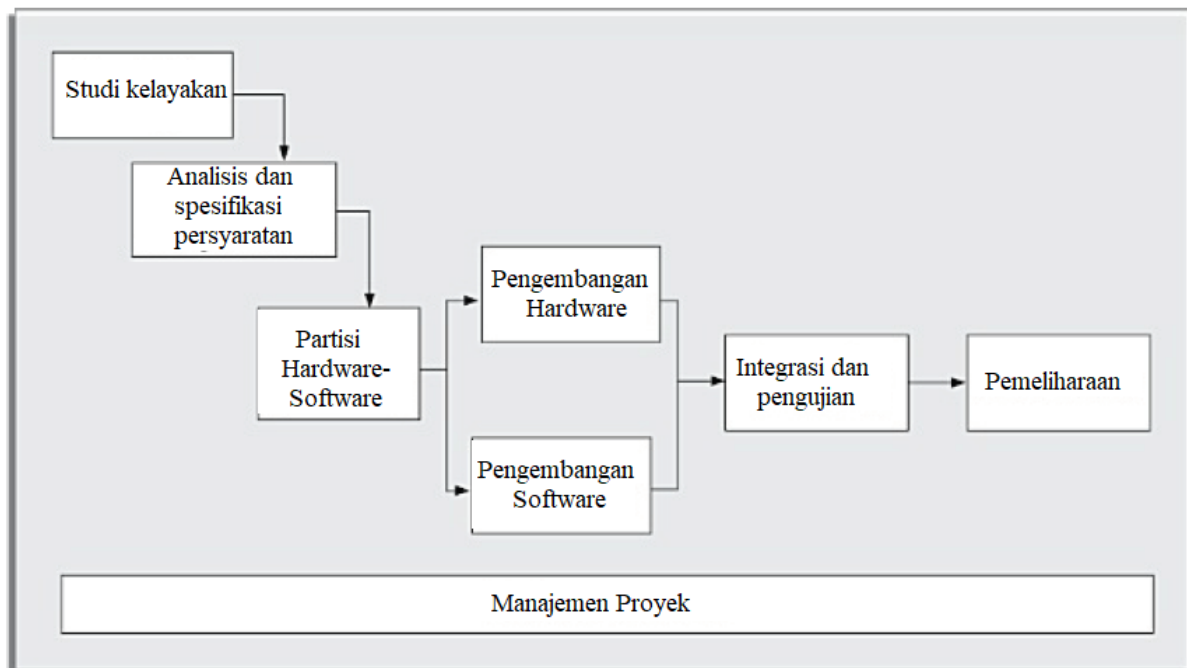 Studi kelayakan
Analisis dan
spesifikasi
persyaratan
Partisi
Hardware-
Software
Pengembangan
Hardware
Pengembangan
Software
Integrasi dan
pengujian
Pemeliharaan
Manajemen Proyek